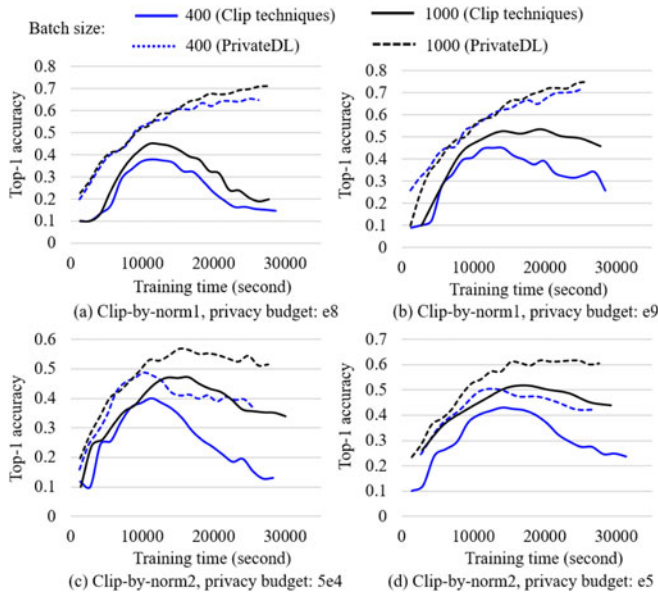 Batch size:
400 (Clip techniques)
1000 (Clip techniques)
400 (PrivateDL)
1000 (PrivateDL)
Top-1 accuracy
0.8
0.7
0.6
0.5
0.4
0.3
0.2
0.1
0
0 10000 20000 30000
Training time (second)
(a) Clip-by-norm1, privacy budget: e8
Top-1 accuracy
0.8
0.7
0.6
0.5
0.4
0.3
0.2
0.1
0
0 10000 20000 30000
Training time (second)
(b) Clip-by-norm1, privacy budget: e9
Top-1 accuracy
0.6
0.5
0.4
0.3
0.2
0.1
0
0 10000 20000 30000
Training time (second)
(c) Clip-by-norm2, privacy budget: 5e4
Top-1 accuracy
0.7
0.6
0.5
0.4
0.3
0.2
0.1
0
0 10000 20000 30000
Training time (second)
(d) Clip-by-norm2, privacy budget: e5